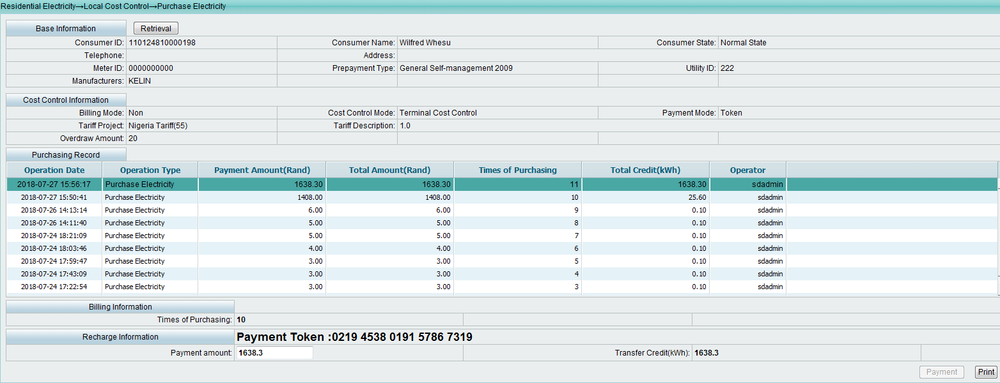 Residential Electricity→Local Cost Control→Purchase Electricity
Base Information Retrieval
Consumer ID: 110124810000198 Consumer Name: Wilfred Whesu Consumer State: Normal State
Telephone: Address:
Meter ID: 0000000000 Prepayment Type: General Self-management 2009 Utility ID: 222
Manufacturers: KELIN
Cost Control Information
Billing Mode: Non Cost Control Mode: Terminal Cost Control Payment Mode: Token
Tariff Project: Nigeria Tariff(55) Tariff Description: 1.0
Overdraw Amount: 20
Purchasing Record
Operation Date Operation Type Payment Amount(Rand) Total Amount(Rand) Times of Purchasing Total Credit(kWh) Operator
2018-07-27 15:56:17 Purchase Electricity 1638.30 1638.30 11 1638.30 sdadmin
2018-07-27 15:50:41 Purchase Electricity 1408.00 1408.00 10 25.60 sdadmin
2018-07-26 14:13:14 Purchase Electricity 6.00 6.00 9 0.10 sdadmin
2018-07-26 14:11:40 Purchase Electricity 5.00 5.00 8 0.10 sdadmin
2018-07-24 18:21:09 Purchase Electricity 5.00 5.00 7 0.10 sdadmin
2018-07-24 18:03:46 Purchase Electricity 4.00 4.00 6 0.10 sdadmin
2018-07-24 17:59:47 Purchase Electricity 3.00 3.00 5 0.10 sdadmin
2018-07-24 17:43:09 Purchase Electricity 3.00 3.00 4 0.10 sdadmin
2018-07-24 17:22:54 Purchase Electricity 3.00 3.00 3 0.10 sdadmin
Billing Information
Times of Purchasing: 10
Recharge Information Payment Token :0219 4538 0191 5786 7319
Payment amount: 1638.3 Transfer Credit(kWh): 1638.3
Payment Print